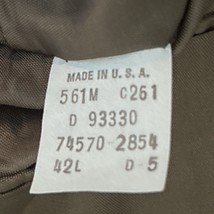 MADE IN U.S.A.
561M C261
D 93330
74570-2854
42L D-5